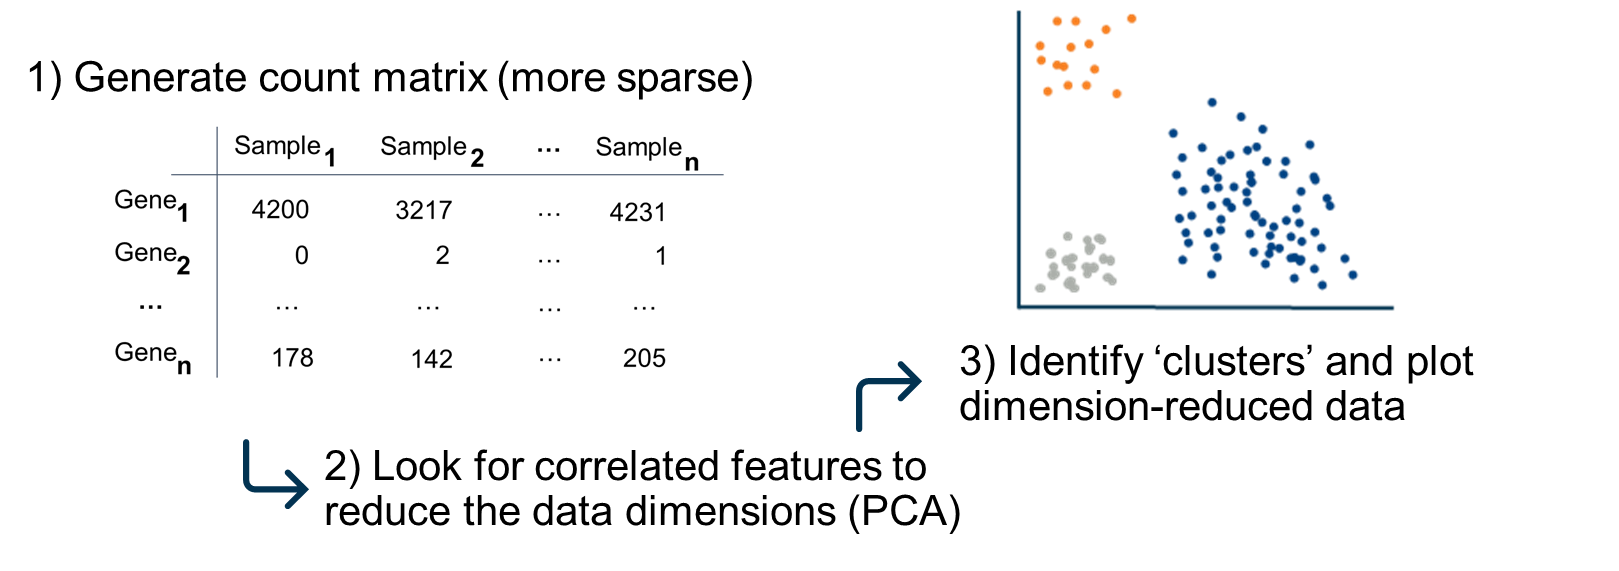 1) Generate count matrix (more sparse)
Sample1 Sample2 ... Samplen
Gene1 4200 3217 ... 4231
Gene2 0 2 ... 1
... ... ... ... ...
Genen 178 142 ... 205
2) Look for correlated features to
reduce the data dimensions (PCA)
3) Identify ‘clusters’ and plot
dimension-reduced data